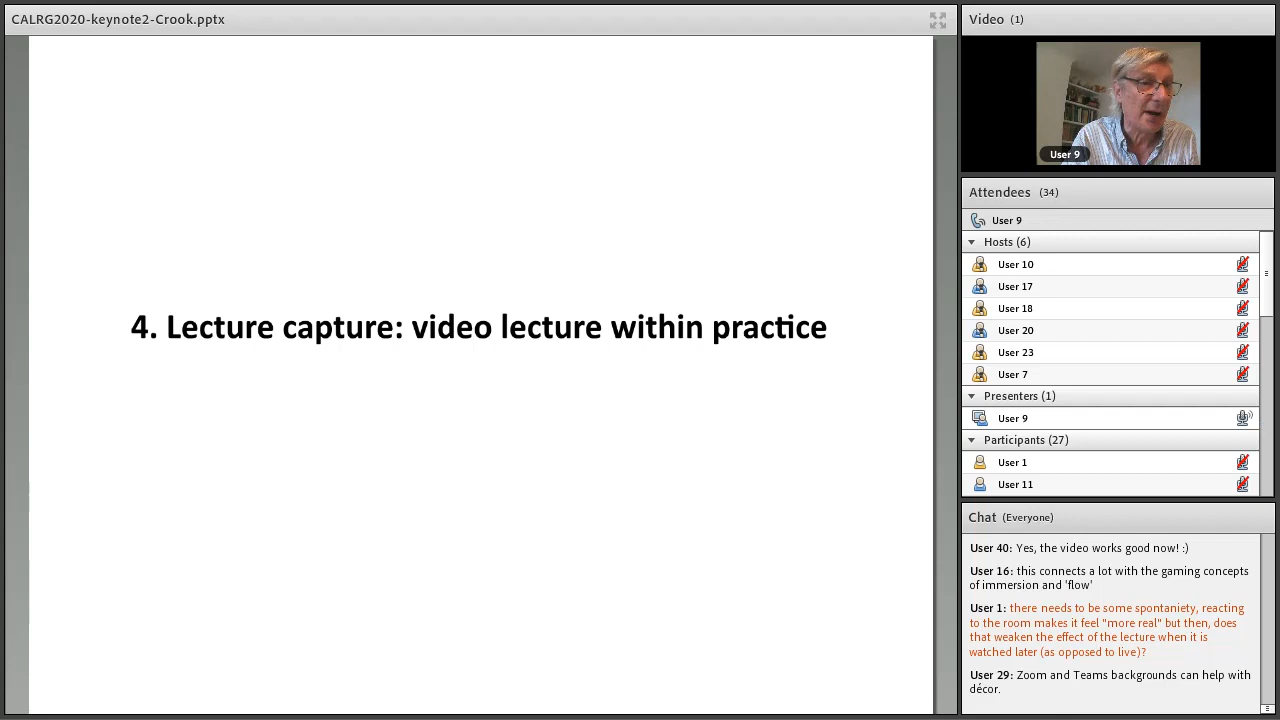 CALRG2020-keynote2-Crook.pptx
4. Lecture capture: video lecture within practice
Video (1)
User 9
Attendees (34)
User 9
Hosts (6)
User 10
User 17
User 18
User 20
User 23
User 7
Presenters (1)
User 9
Participants (27)
User 1
User 11
Chat (Everyone)
User 40: Yes, the video works good now! :)
User 16: this connects a lot with the gaming concepts
of immersion and 'flow'
User 1: there needs to be some spontaniety, reacting
to the room makes it feel "more real" but then, does
that weaken the effect of the lecture when it is
watched later (as opposed to live)?
User 29: Zoom and Teams backgrounds can help with
décor.